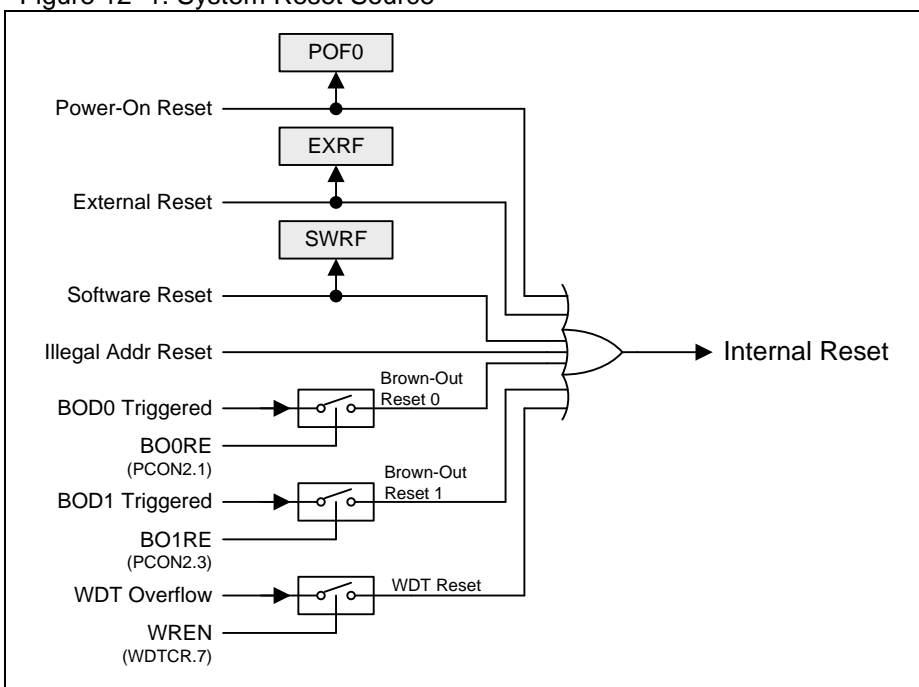 Figure 12–1. System Reset Source
POF0
Power-On Reset
EXRF
External Reset
SWRF
Software Reset
Illegal Addr Reset
Internal Reset
Brown-Out
Reset 0
BOD0 Triggered
BO0RE
(PCON2.1)
Brown-Out
Reset 1
BOD1 Triggered
BO1RE
(PCON2.3)
WDT Reset
WDT Overflow
WREN
(WDTCR.7)